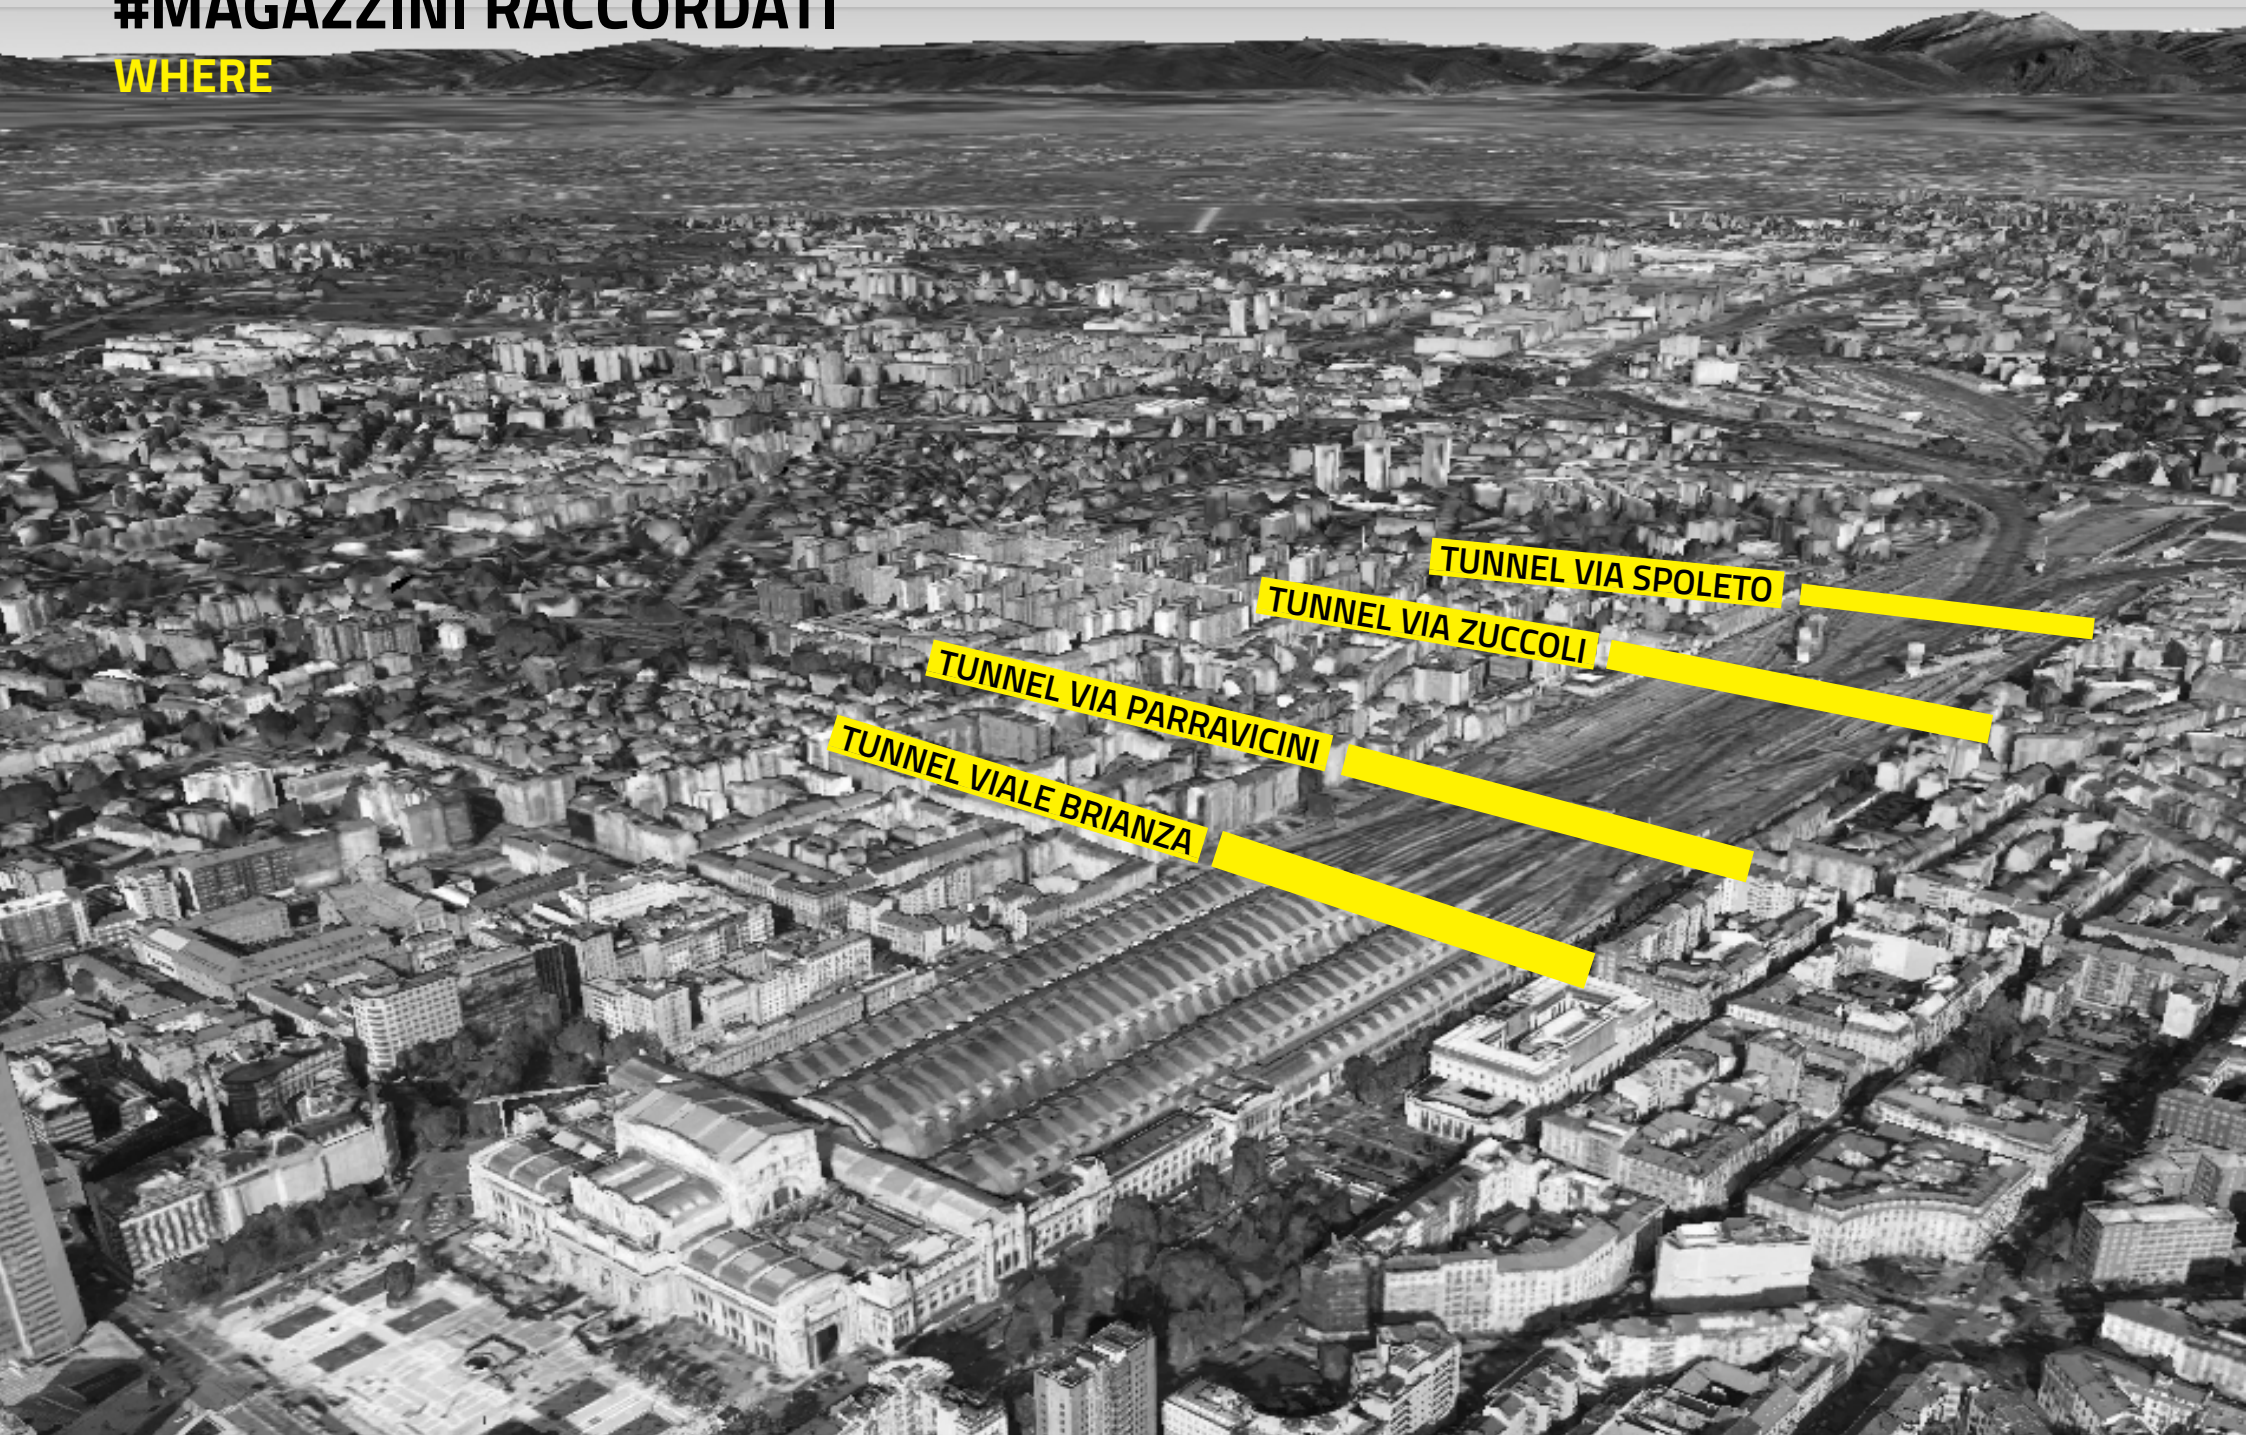 #MAGAZZINI RACCORDATI
WHERE
TUNNEL VIA SPOLETO
TUNNEL VIA ZUCCOLI
TUNNEL VIA PARRAVICINI
TUNNEL VIALE BRIANZA